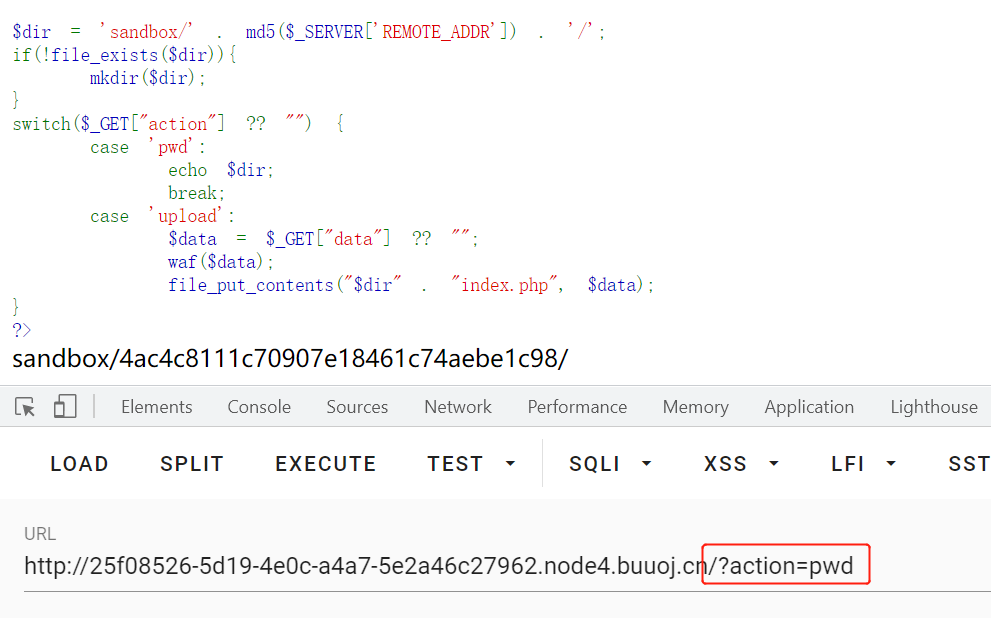 $dir = 'sandbox/' . md5($_SERVER['REMOTE_ADDR']) . '/';
if(!file_exists($dir)){
mkdir($dir);
}
switch($_GET["action"] ?? "") {
case 'pwd':
echo $dir;
break;
case 'upload':
$data = $_GET["data"] ?? "";
waf($data);
file_put_contents("$dir" . "index.php", $data);
}
?>
sandbox/4ac4c8111c70907e18461c74aebe1c98/
Elements Console Sources Network Performance Memory Application Lighthouse
LOAD SPLIT EXECUTE TEST SQLI XSS LFI SST
URL
http://25f08526-5d19-4e0c-a4a7-5e2a46c27962.node4.buuoj.cn/?action=pwd